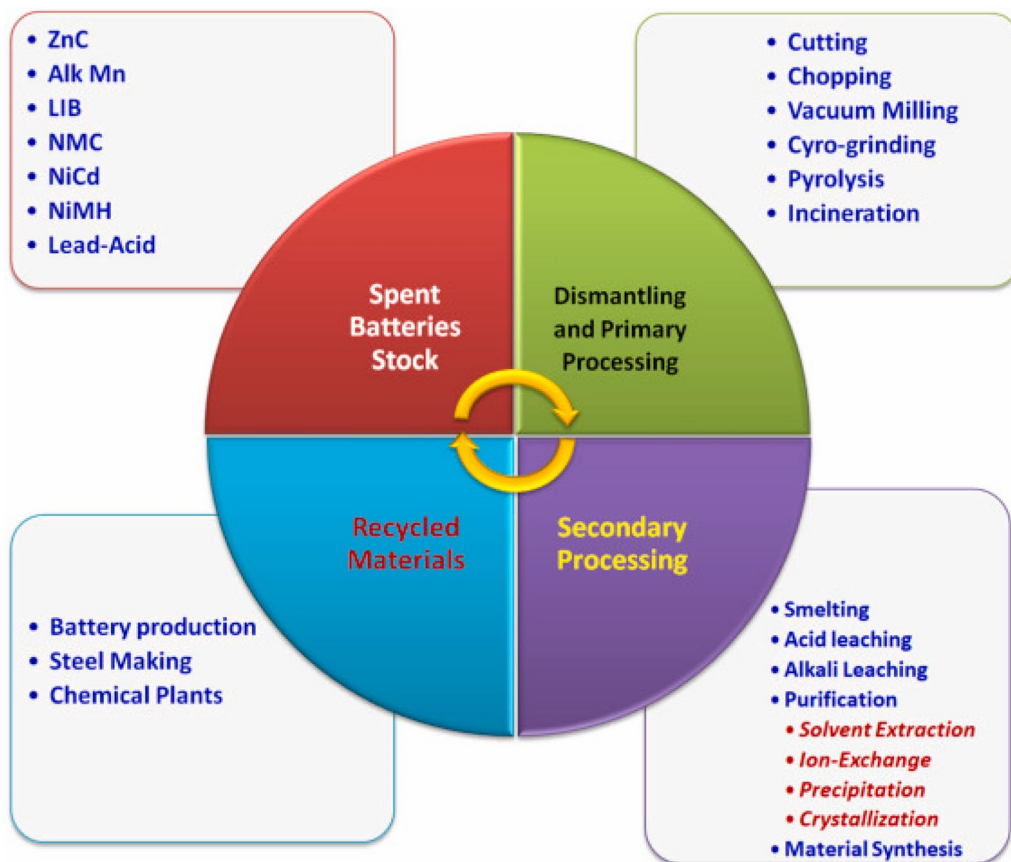 • ZnC
• Alk Mn
• LIB
• NMC
• NiCd
• NiMH
• Lead-Acid
• Cutting
• Chopping
• Vacuum Milling
• Cyro-grinding
• Pyrolysis
• Incineration
Spent
Batteries
Stock
Dismantling
and Primary
Processing
Recycled
Materials
Secondary
Processing
• Battery production
• Steel Making
• Chemical Plants
• Smelting
• Acid leaching
• Alkali Leaching
• Purification
• Solvent Extraction
• Ion-Exchange
• Precipitation
• Crystallization
• Material Synthesis